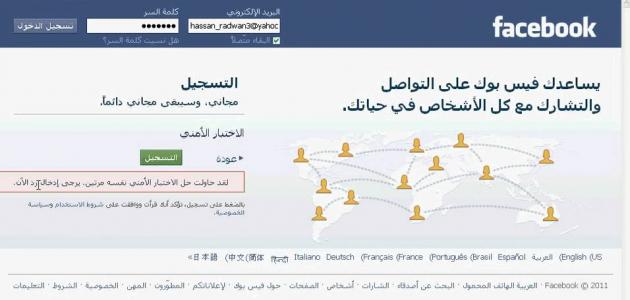 facebook
البريد الإلكتروني
كلمة السر
hassan_radwan3@yahoc
•••••••
تسجيل الدخول
البقاء متصلاً
هل نسيت كلمة السر؟
يساعدك فيس بوك على التواصل
والتشارك مع كل الأشخاص في حياتك.
التسجيل
مجاني، وسيبقى مجاني دائماً.
الاختبار الأمني
عودة
التسجيل
لقد حاولت حل الاختبار الأمني نفسه مرتين. يرجى إدخال رد الآن.
بالضغط على تسجيل، تؤكد أنك قرأت ووافقت على شروط الاستخدام وسياسة
الخصوصية.
English (US) العربية Español Português (Brasil) Français (France) Deutsch Italiano हिन्दी 中文(简体) 日本語 »
Facebook © 2011 · العربية
الهاتف المحمول · البحث عن أصدقاء · الشارات · أشخاص · الصفحات · حول فيس بوك · لإعلاناتكم · المطوّرون · المهن · الخصوصية · الشروط · التعليمات